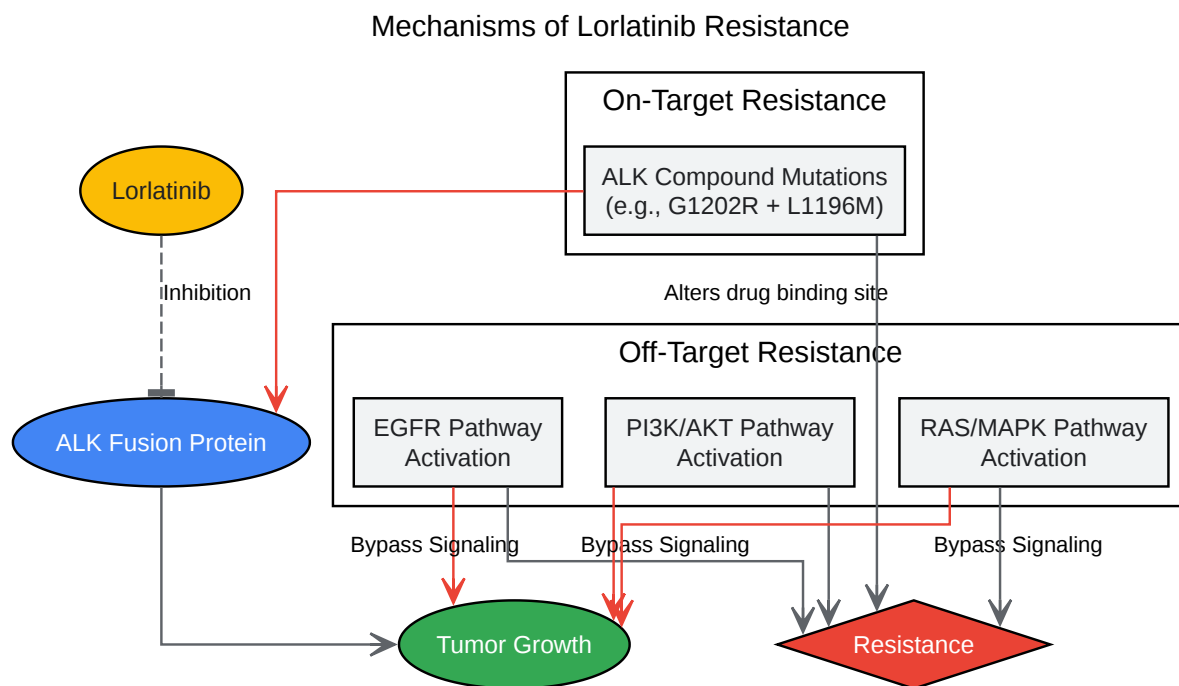 Mechanisms of Lorlatinib Resistance
On-Target Resistance
ALK Compound Mutations
(e.g., G1202R + L1196M)
Lorlatinib
Inhibition
Alters drug binding site
Off-Target Resistance
ALK Fusion Protein
EGFR Pathway
Activation
PI3K/AKT Pathway
Activation
RAS/MAPK Pathway
Activation
Bypass Signaling
Bypass Signaling
Bypass Signaling
Tumor Growth
Resistance